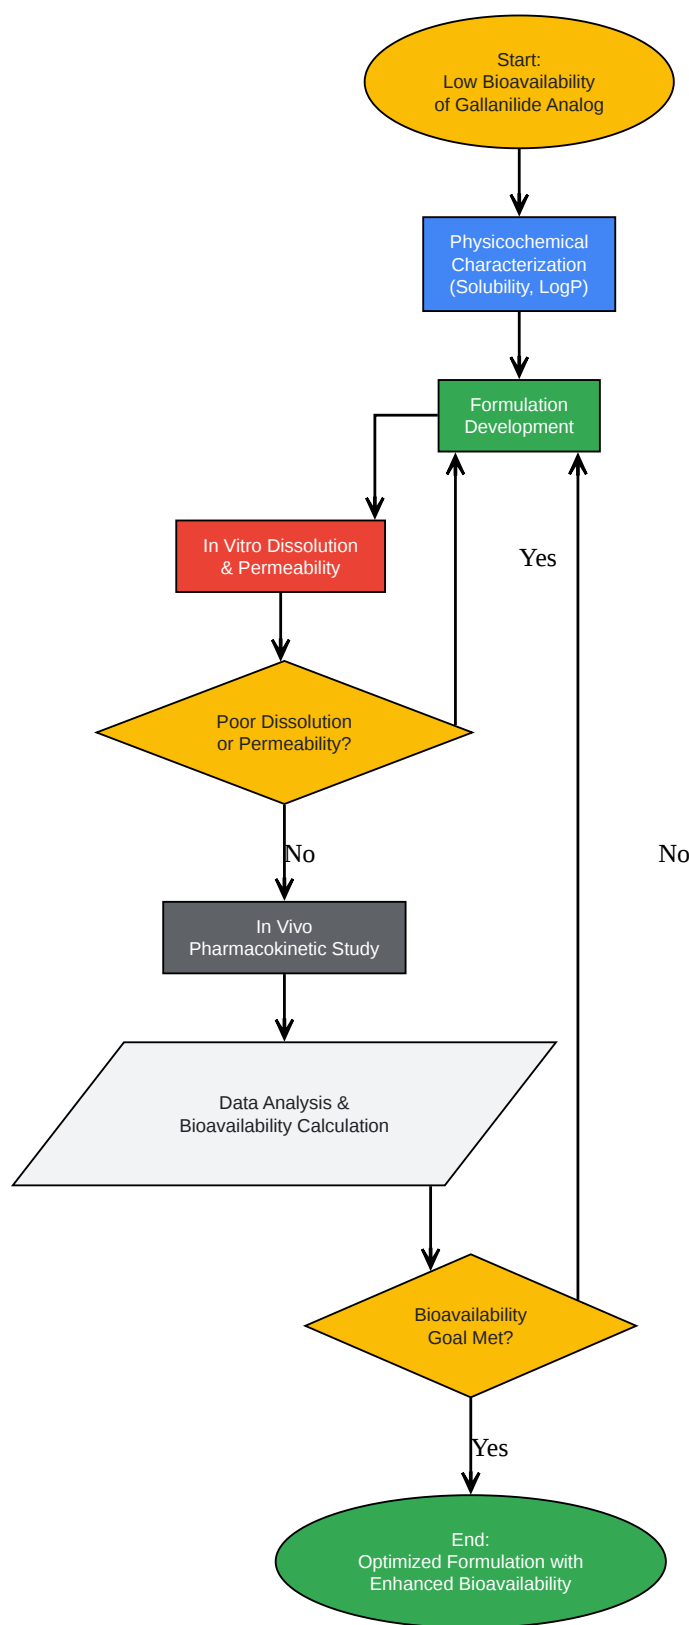 Start:
Low Bioavailability
of Gallanilide Analog
Physicochemical
Characterization
(Solubility, LogP)
Formulation
Development
In Vitro Dissolution
& Permeability
Yes
Poor Dissolution
or Permeability?
No
No
In Vivo
Pharmacokinetic Study
Data Analysis &
Bioavailability Calculation
Bioavailability
Goal Met?
Yes
End:
Optimized Formulation with
Enhanced Bioavailability